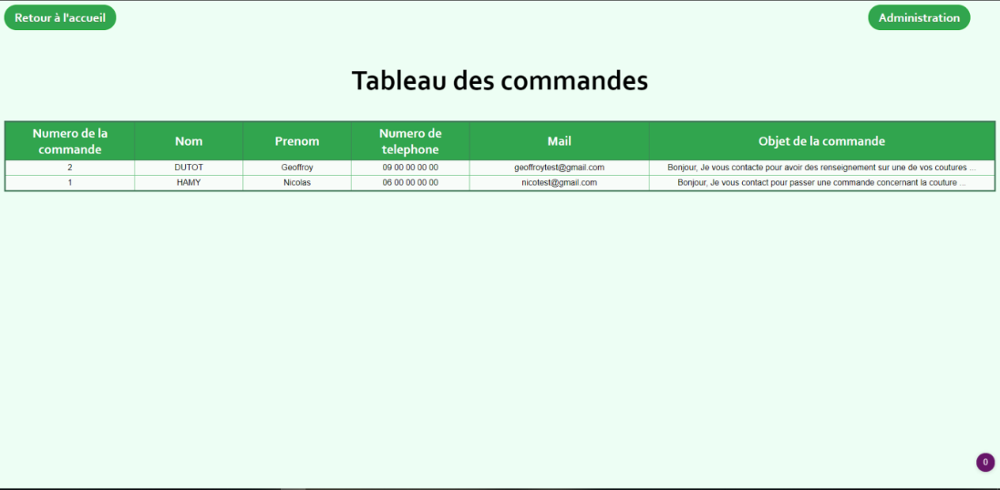 Retour à l'accueil
Administration
Tableau des commandes
Numero de la commande Nom Prenom Numero de telephone Mail Objet de la commande
2 DUTOT Geoffroy 09 00 00 00 00 geoffroytest@gmail.com Bonjour, Je vous contacte pour avoir des renseignement sur une de vos coutures ...
1 HAMY Nicolas 06 00 00 00 00 nicotest@gmail.com Bonjour, Je vous contact pour passer une commande concernant la couture ...
0